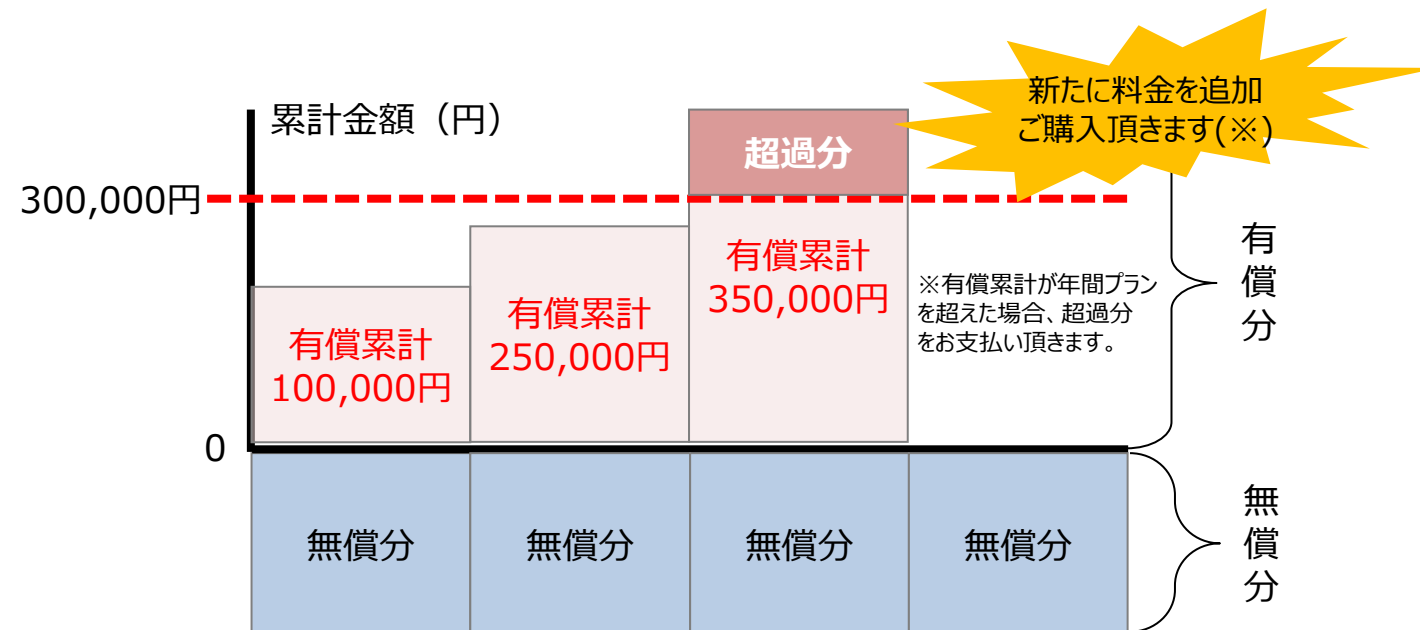 新たに料金を追加
ご購入頂きます(※)
累計金額（円）
超過分
300,000円
有償累計
350,000円
有償累計
250,000円
有償累計
100,000円
※有償累計が年間プラン
を超えた場合、超過分
をお支払い頂きます。
有償分
0
無償分
無償分
無償分
無償分
無償分